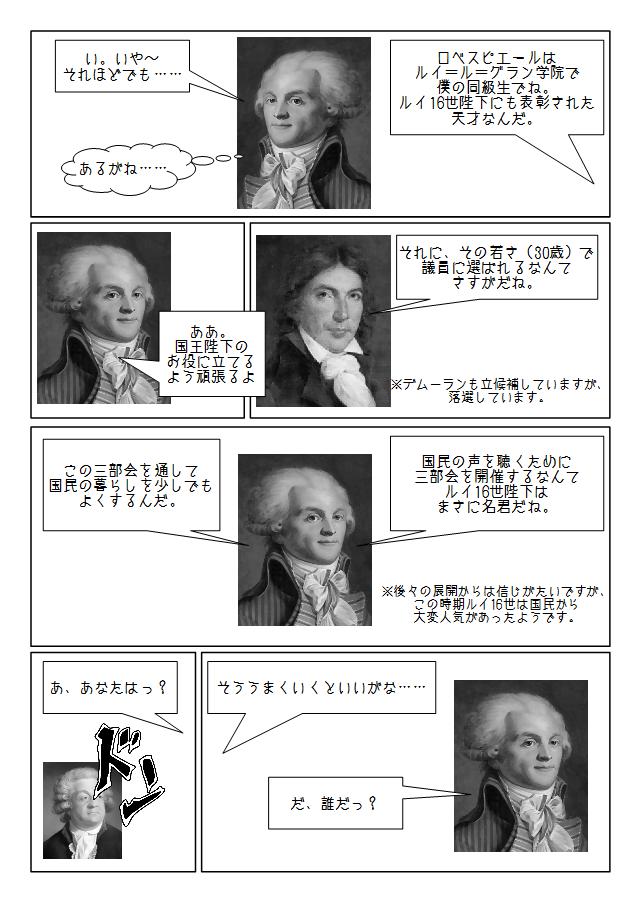 ロベスピエールは
ルイ＝ル＝グラン学院で
僕の同級生でね。
ルイ16世陛下にも表彰された
天才なんだ。
い。いや～
それほどでも……
あるがね……
それに、その若さ（30歳）で
議員に選ばれるなんて
さすがだね。
※デムーランも立候補していますが、
落選しています。
ああ。
国王陛下の
お役に立てる
よう頑張るよ
国民の声を聴くために
三部会を開催するなんて
ルイ16世陛下は
まさに名君だね。
この三部会を通して
国民の暮らしを少しでも
よくするんだ。
※後々の展開からは信じがたいですが、
この時期ルイ16世は国民から
大変人気があったようです。
そううまくいくといいがな……
だ、誰だっ？
あ、あなたはっ？
ドン